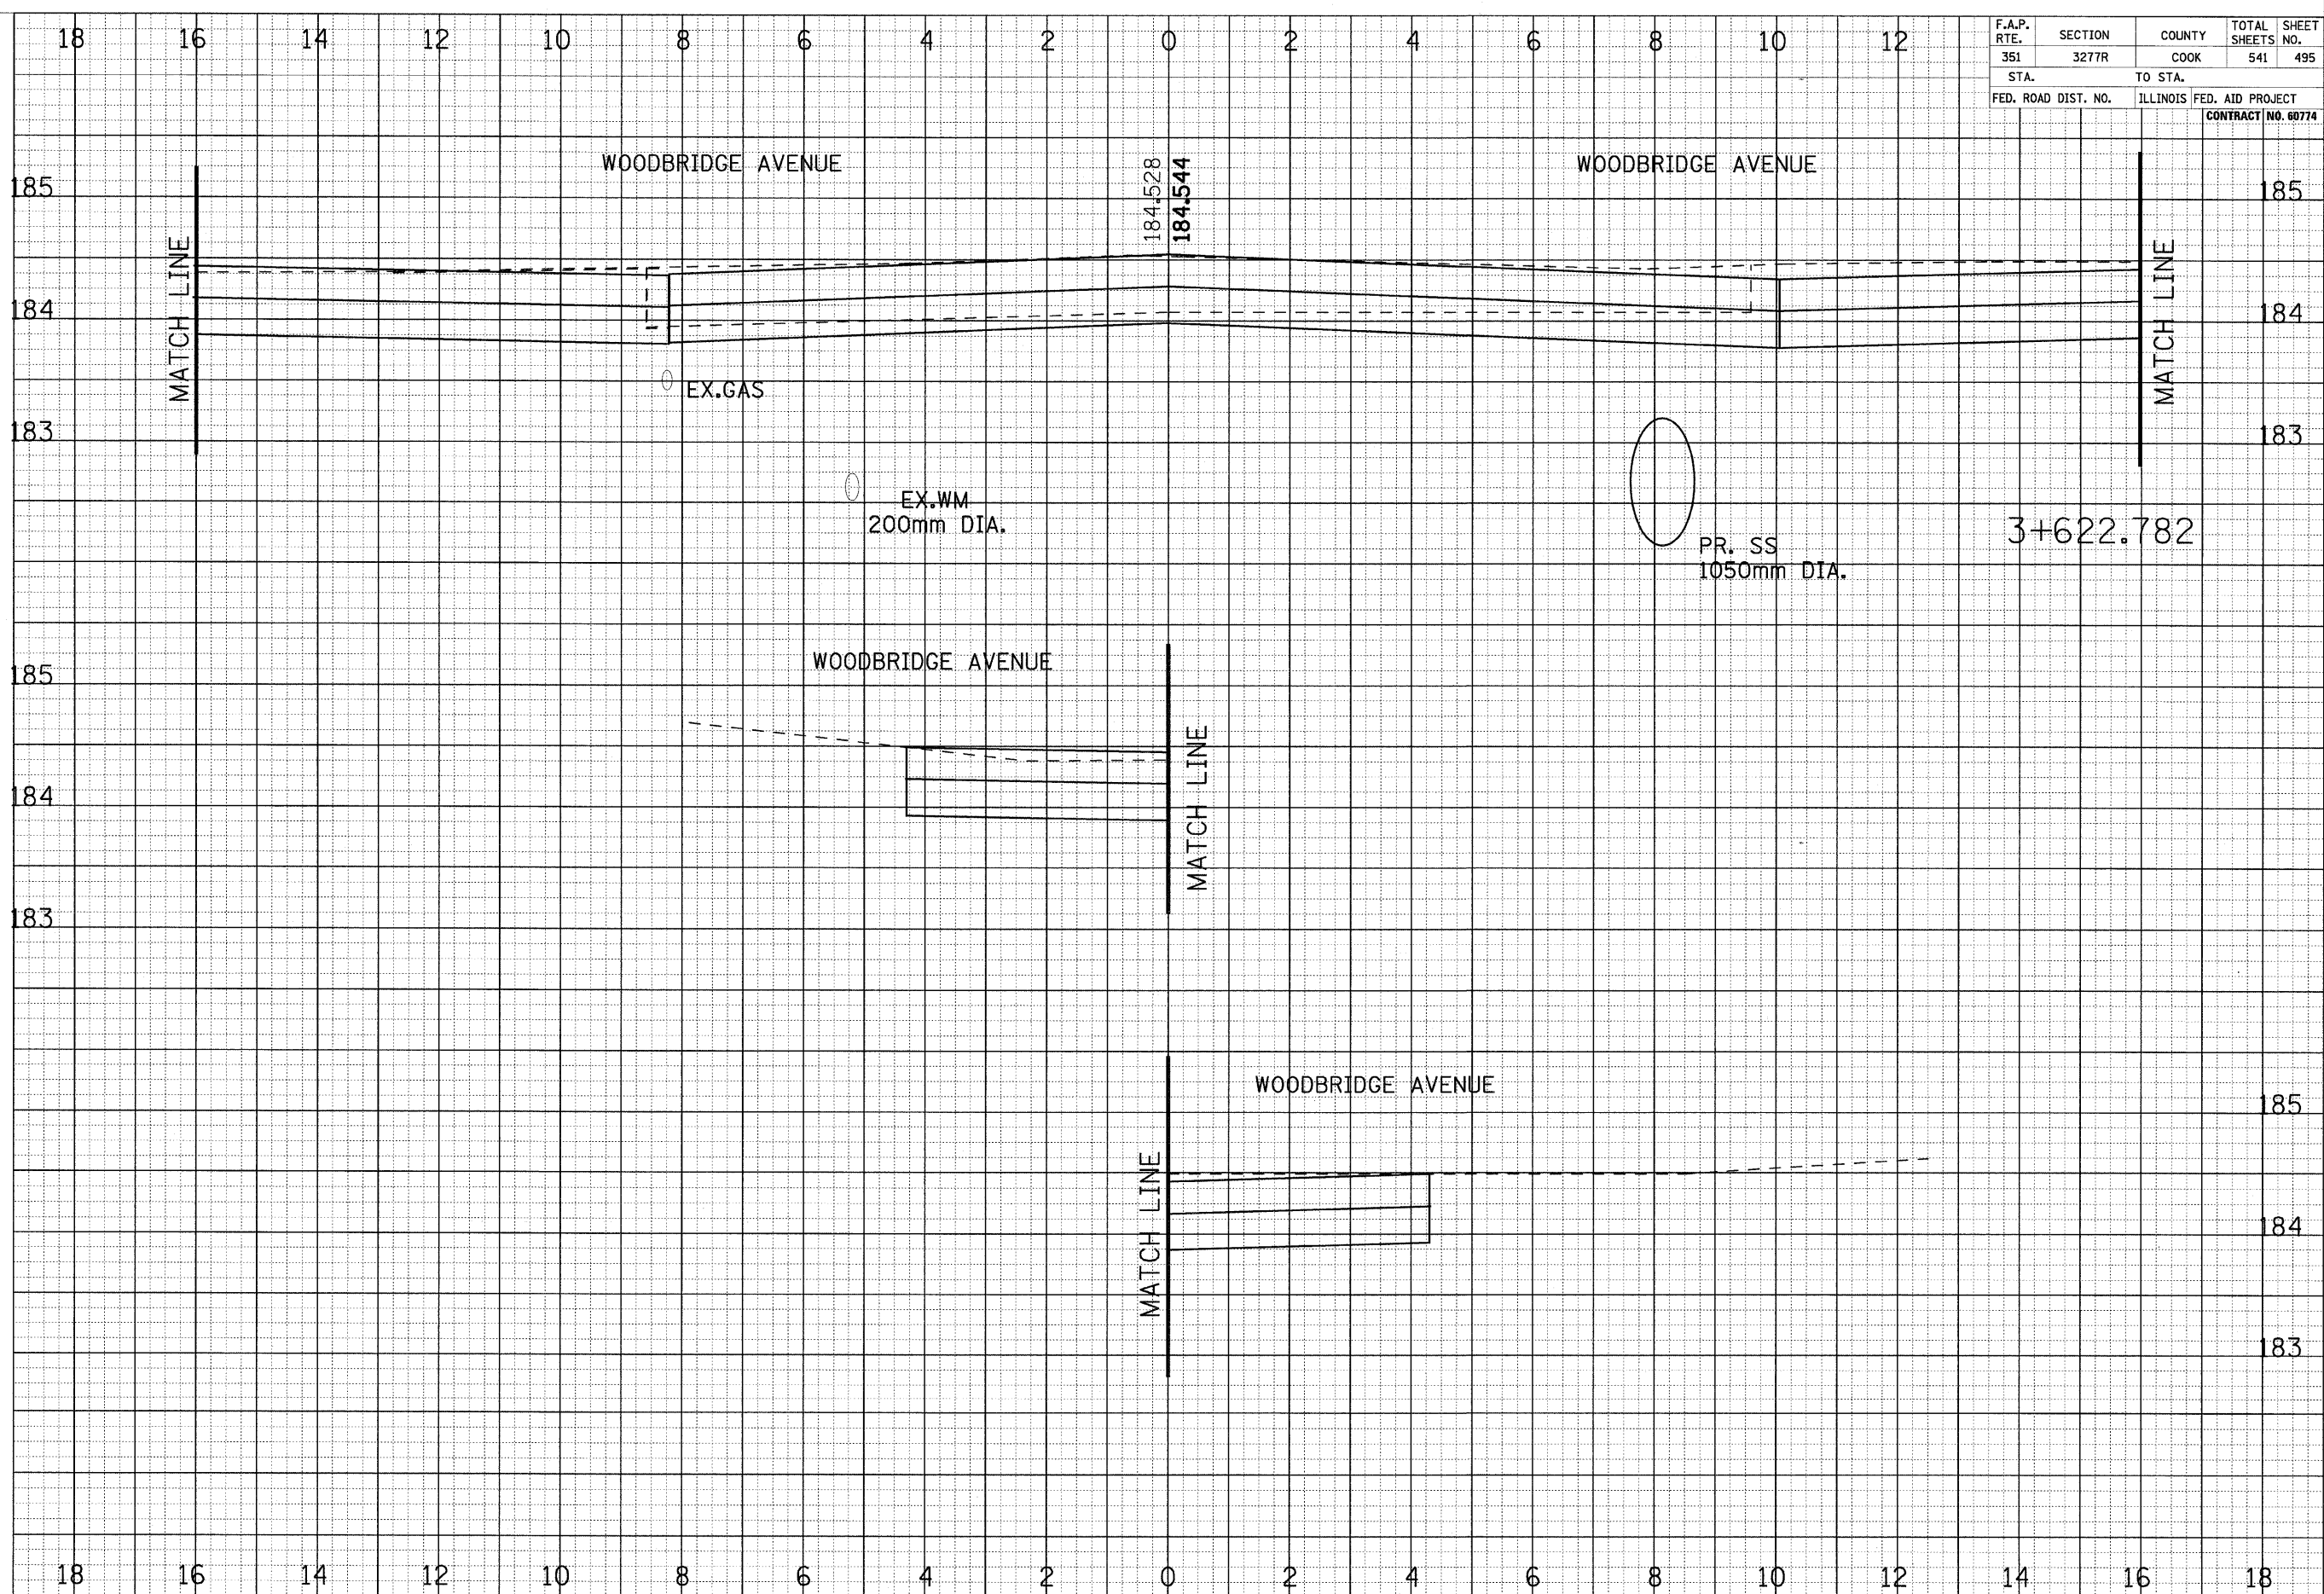 18 16 14 12 10 8 6 4 2 0 2 4 6 8 10 12
F.A.P. RTE. SECTION COUNTY TOTAL SHEETS SHEET NO.
351 3277R COOK 541 495
STA. TO STA.
FED. ROAD DIST. NO. ILLINOIS FED. AID PROJECT
CONTRACT NO. 60774
WOODBRIDGE AVENUE
184.528
184.544
WOODBRIDGE AVENUE
185
185
MATCH LINE
MATCH LINE
184
184
EX.GAS
183
183
EX.WM
200mm DIA.
PR. SS
1050mm DIA.
3+622.782
WOODBRIDGE AVENUE
185
MATCH LINE
184
183
WOODBRIDGE AVENUE
185
MATCH LINE
184
183
18 16 14 12 10 8 6 4 2 0 2 4 6 8 10 12 14 16 18